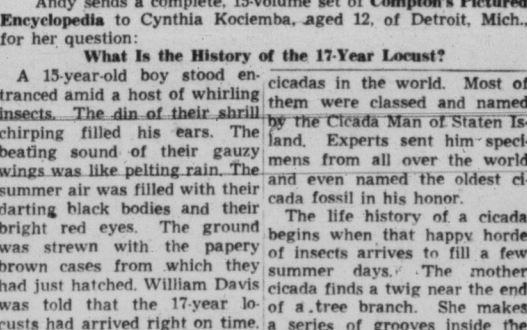 Andy sends a complete, 15-volume set of Compton's Pictured
Encyclopedia to Cynthia Kociemba, aged 12, of Detroit, Mich.,
for her question:
What Is the History of the 17-Year Locust?
A 15-year-old boy stood en-
tranced amid a host of whirling
insects. The din of their shrill
chirping filled his ears. The
beating sound of their gauzy
wings was like pelting rain. The
summer air was filled with their
darting black bodies and their
bright red eyes. The ground
was strewn with the papery
brown cases from which they
had just hatched. William Davis
was told that the 17-year lo-
custs had arrived right on time.
cicadas in the world. Most of
them were classed and named
by the Cicada Man of Staten Is-
land. Experts sent him speci-
mens from all over the world
and even named the oldest ci-
cada fossil in his honor.
The life history of a cicada
begins when that happy horde
of insects arrives to fill a few
summer days. The mother
cicada finds a twig near the end
of a tree branch. She makes
a series of grooves inside the